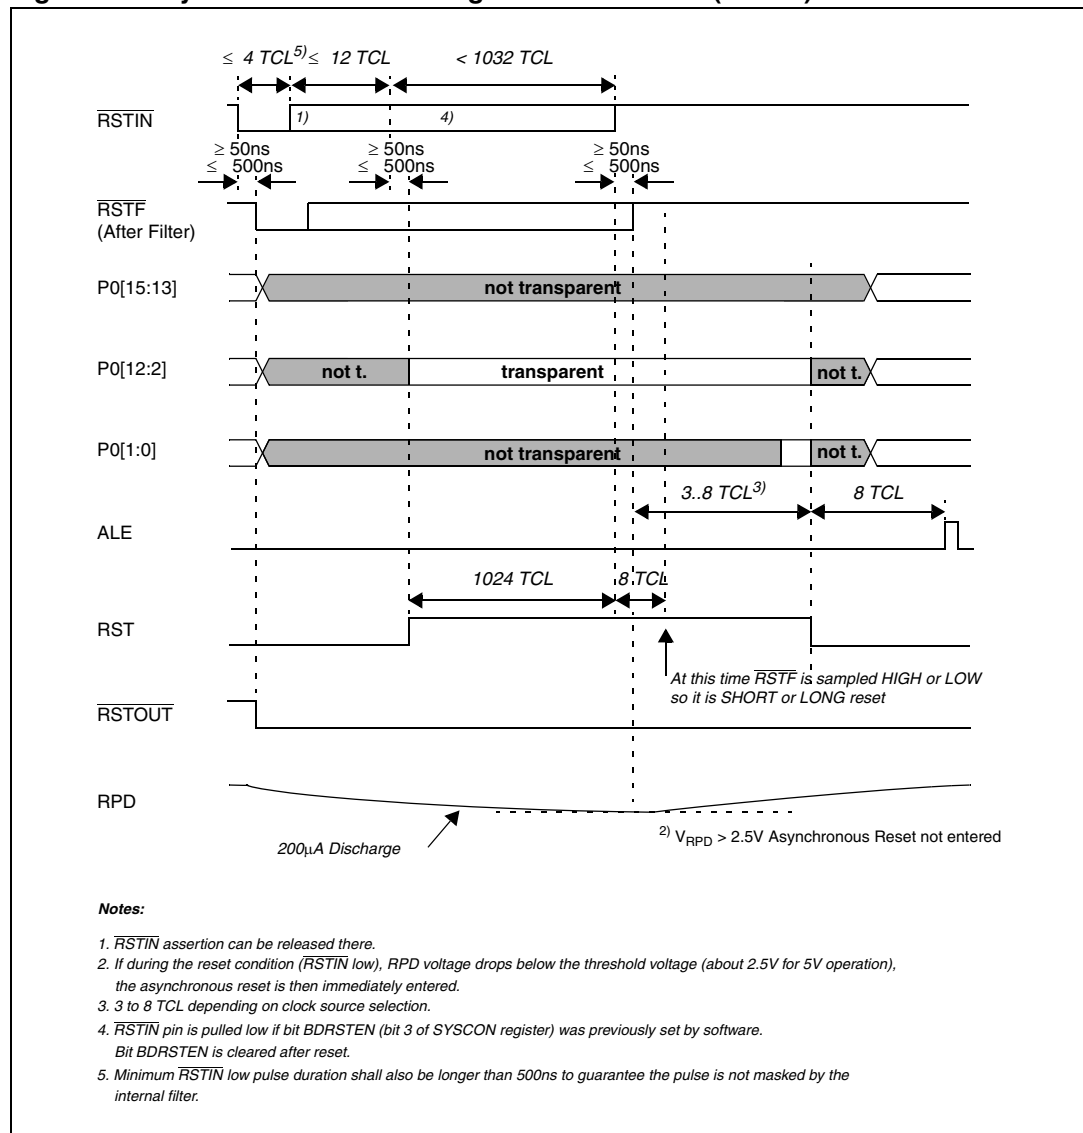 ≤ 4 TCL5) ≤ 12 TCL < 1032 TCL
RSTIN
1) 4)
≥ 50ns ≥ 50ns ≥ 50ns
≤ 500ns ≤ 500ns ≤ 500ns
RSTF
(After Filter)
P0[15:13] not transparent
P0[12:2] not t. transparent not t.
P0[1:0] not transparent not t.
3..8 TCL3) 8 TCL
ALE
1024 TCL 8 TCL
RST
At this time RSTF is sampled HIGH or LOW
so it is SHORT or LONG reset
RSTOUT
RPD
200μA Discharge
2) VRPD > 2.5V Asynchronous Reset not entered
Notes:
1. RSTIN assertion can be released there.
2. If during the reset condition (RSTIN low), RPD voltage drops below the threshold voltage (about 2.5V for 5V operation),
the asynchronous reset is then immediately entered.
3. 3 to 8 TCL depending on clock source selection.
4. RSTIN pin is pulled low if bit BDRSTEN (bit 3 of SYSCON register) was previously set by software.
Bit BDRSTEN is cleared after reset.
5. Minimum RSTIN low pulse duration shall also be longer than 500ns to guarantee the pulse is not masked by the
internal filter.